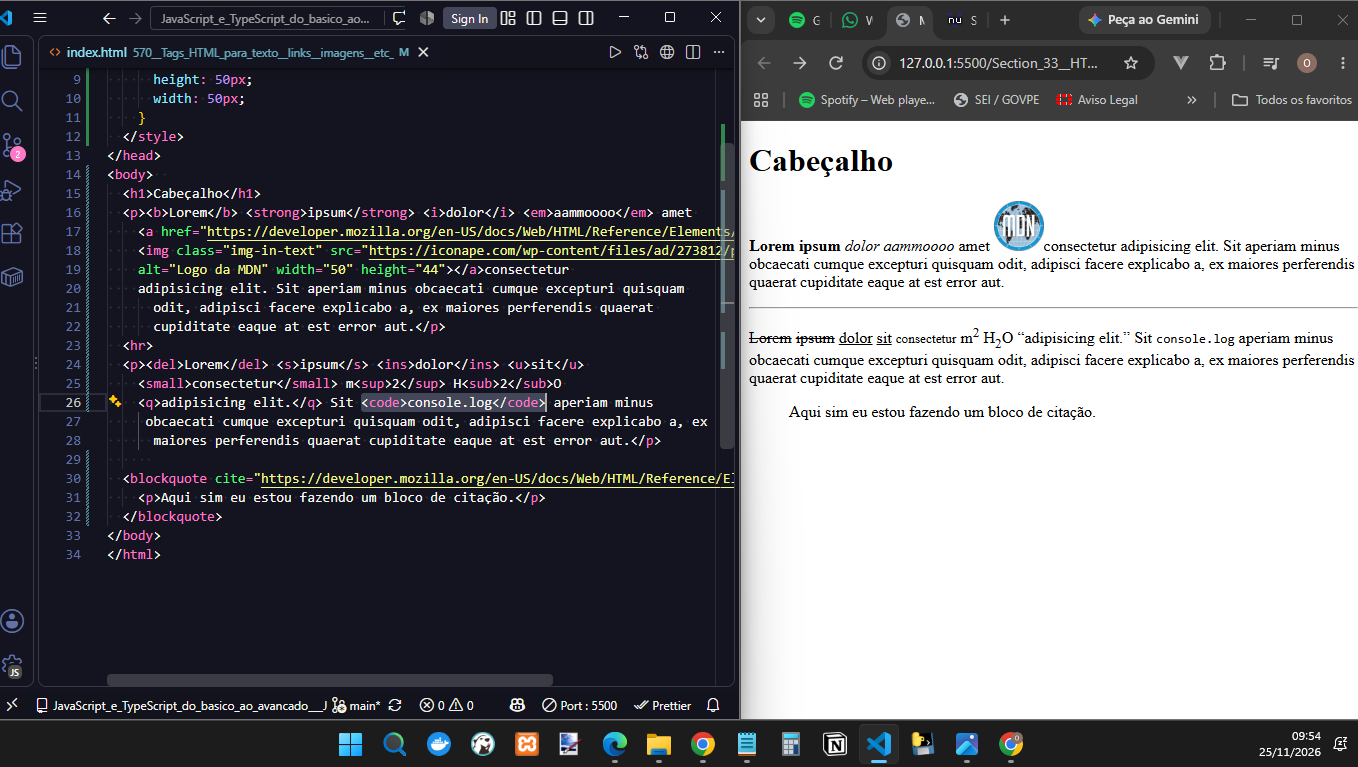 JavaScript_e_TypeScript_do_basico_ao...
Sign In
index.html 570__Tags_HTML_para_texto__links__imagens__etc_ M
9 height: 50px;
10 width: 50px;
11 }
12 </style>
13 </head>
14 <body>
15 <h1>Cabeçalho</h1>
16 <p><b>Lorem</b> <strong>ipsum</strong> <i>dolor</i> <em>aammoooo</em> amet
17 <a href="https://developer.mozilla.org/en-US/docs/Web/HTML/Reference/Elements/
18 <img class="img-in-text" src="https://iconape.com/wp-content/files/ad/273812/p
19 alt="Logo da MDN" width="50" height="44"></a>consectetur
20 adipisicing elit. Sit aperiam minus obcaecati cumque excepturi quisquam
21 odit, adipisci facere explicabo a, ex maiores perferendis quaerat
22 cupiditate eaque at est error aut.</p>
23 <hr>
24 <p><del>Lorem</del> <s>ipsum</s> <ins>dolor</ins> <u>sit</u>
25 <small>consectetur</small> m<sup>2</sup> H<sub>2</sub>O
26 <q>adipisicing elit.</q> Sit <code>console.log</code> aperiam minus
27 obcaecati cumque excepturi quisquam odit, adipisci facere explicabo a, ex
28 maiores perferendis quaerat cupiditate eaque at est error aut.</p>
29
30 <blockquote cite="https://developer.mozilla.org/en-US/docs/Web/HTML/Reference/El
31 <p>Aqui sim eu estou fazendo um bloco de citação.</p>
32 </blockquote>
33 </body>
34 </html>
2
JS
JavaScript_e_TypeScript_do_basico_ao_avancado__J main* 0 0 Port : 5500 Prettier
nu S
Peça ao Gemini
127.0.0.1:5500/Section_33__HT...
O
Spotify – Web playe... SEI / GOVPE Aviso Legal » Todos os favoritos
Cabeçalho
MDN
Lorem ipsum dolor aammoooo amet consectetur adipisicing elit. Sit aperiam minus
obcaecati cumque excepturi quisquam odit, adipisci facere explicabo a, ex maiores perferendis
quaerat cupiditate eaque at est error aut.
Lorem ipsum dolor sit consectetur m2 H2O “adipisicing elit.” Sit console.log aperiam minus
obcaecati cumque excepturi quisquam odit, adipisci facere explicabo a, ex maiores perferendis
quaerat cupiditate eaque at est error aut.
Aqui sim eu estou fazendo um bloco de citação.
09:54
25/11/2026